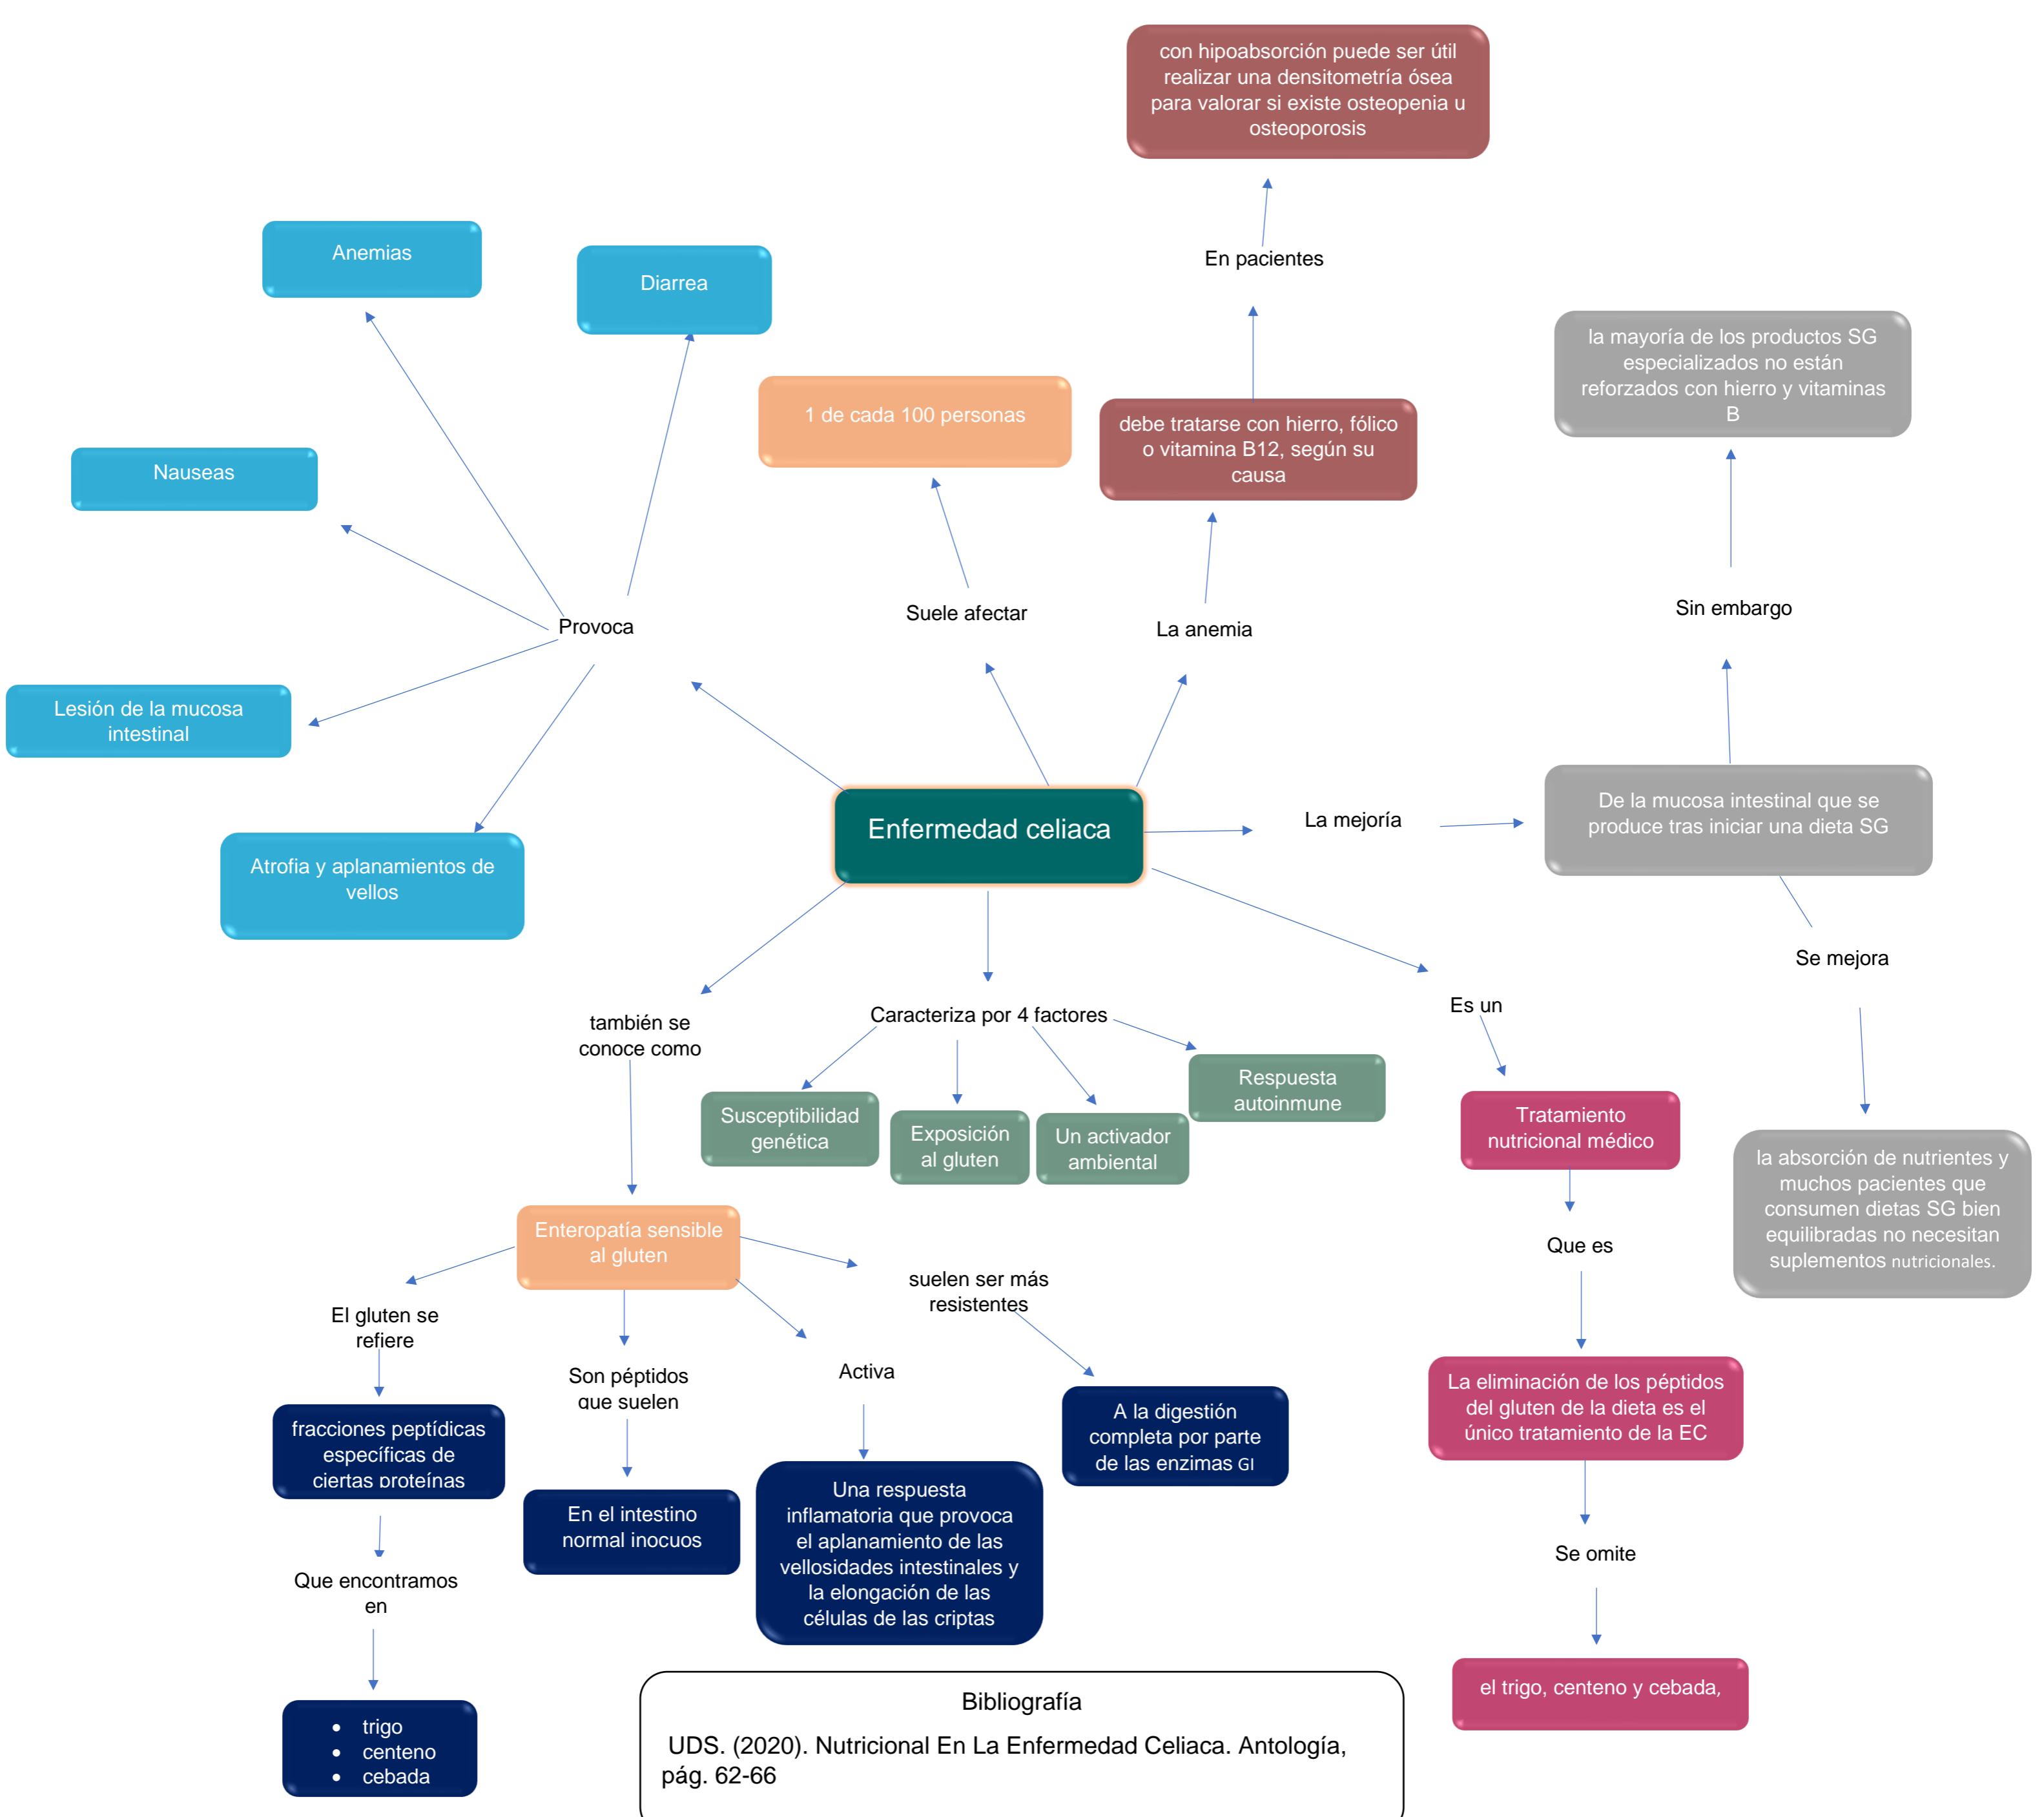 con hipoabsorción puede ser útil
realizar una densitometría ósea
para valorar si existe osteopenia u
osteoporosis
Anemias
Diarrea
En pacientes
la mayoría de los productos SG
especializados no están
reforzados con hierro y vitaminas
B
1 de cada 100 personas
debe tratarse con hierro, fólico
o vitamina B12, según su
causa
Nauseas
Suele afectar
La anemia
Sin embargo
Provoca
Lesión de la mucosa
intestinal
Enfermedad celiaca
La mejoría
De la mucosa intestinal que se
produce tras iniciar una dieta SG
Atrofia y aplanamientos de
vellos
Se mejora
también se
conoce como
Caracteriza por 4 factores
Es un
Susceptibilidad
genética
Exposición
al gluten
Un activador
ambiental
Respuesta
autoinmune
Tratamiento
nutricional médico
la absorción de nutrientes y
muchos pacientes que
consumen dietas SG bien
equilibradas no necesitan
suplementos nutricionales.
Enteropatía sensible
al gluten
Que es
El gluten se
refiere
Son péptidos
que suelen
Activa
suelen ser más
resistentes
fracciones peptídicas
específicas de
ciertas proteínas
En el intestino
normal inocuos
Una respuesta
inflamatoria que provoca
el aplanamiento de las
vellosidades intestinales y
la elongación de las
células de las criptas
A la digestión
completa por parte
de las enzimas GI
La eliminación de los péptidos
del gluten de la dieta es el
único tratamiento de la EC
Que encontramos
en
Se omite
• trigo
• centeno
• cebada
el trigo, centeno y cebada,
Bibliografía
UDS. (2020). Nutricional En La Enfermedad Celiaca. Antología,
pág. 62-66